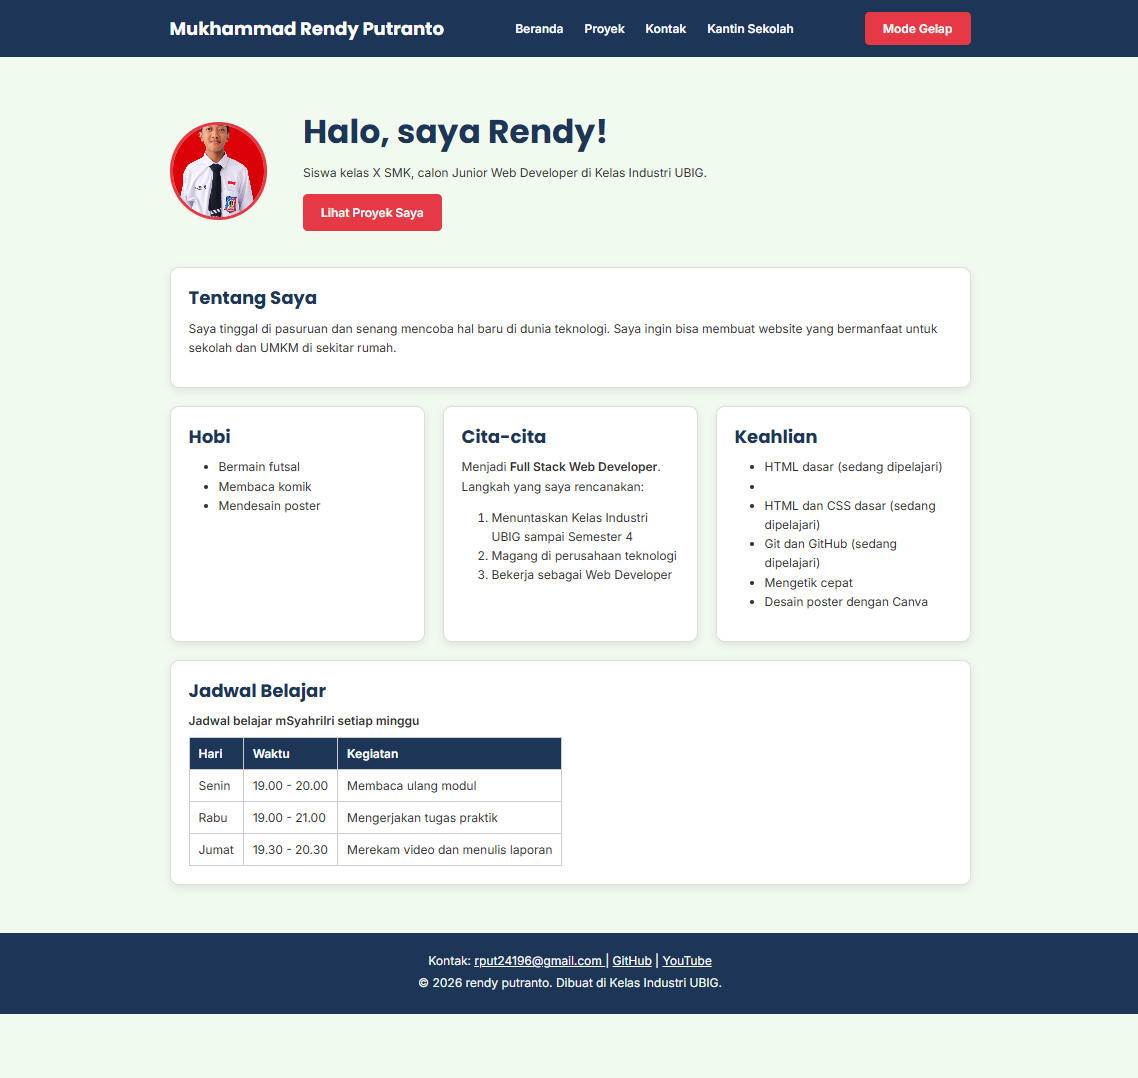 Mukhammad Rendy Putranto
Beranda Proyek Kontak Kantin Sekolah
Mode Gelap
Halo, saya Rendy!
Siswa kelas X SMK, calon Junior Web Developer di Kelas Industri UBIG.
Lihat Proyek Saya
Tentang Saya
Saya tinggal di pasuruan dan senang mencoba hal baru di dunia teknologi. Saya ingin bisa membuat website yang bermanfaat untuk
sekolah dan UMKM di sekitar rumah.
Hobi
• Bermain futsal
• Membaca komik
• Mendesain poster
Cita-cita
Menjadi Full Stack Web Developer.
Langkah yang saya rencanakan:
1. Menuntaskan Kelas Industri
UBIG sampai Semester 4
2. Magang di perusahaan teknologi
3. Bekerja sebagai Web Developer
Keahlian
• HTML dasar (sedang dipelajari)
•
• HTML dan CSS dasar (sedang
dipelajari)
• Git dan GitHub (sedang
dipelajari)
• Mengetik cepat
• Desain poster dengan Canva
Jadwal Belajar
Jadwal belajar mSyahrilri setiap minggu
Hari Waktu Kegiatan
Senin 19.00 - 20.00 Membaca ulang modul
Rabu 19.00 - 21.00 Mengerjakan tugas praktik
Jumat 19.30 - 20.30 Merekam video dan menulis laporan
Kontak: rput24196@gmail.com | GitHub | YouTube
© 2026 rendy putranto. Dibuat di Kelas Industri UBIG.